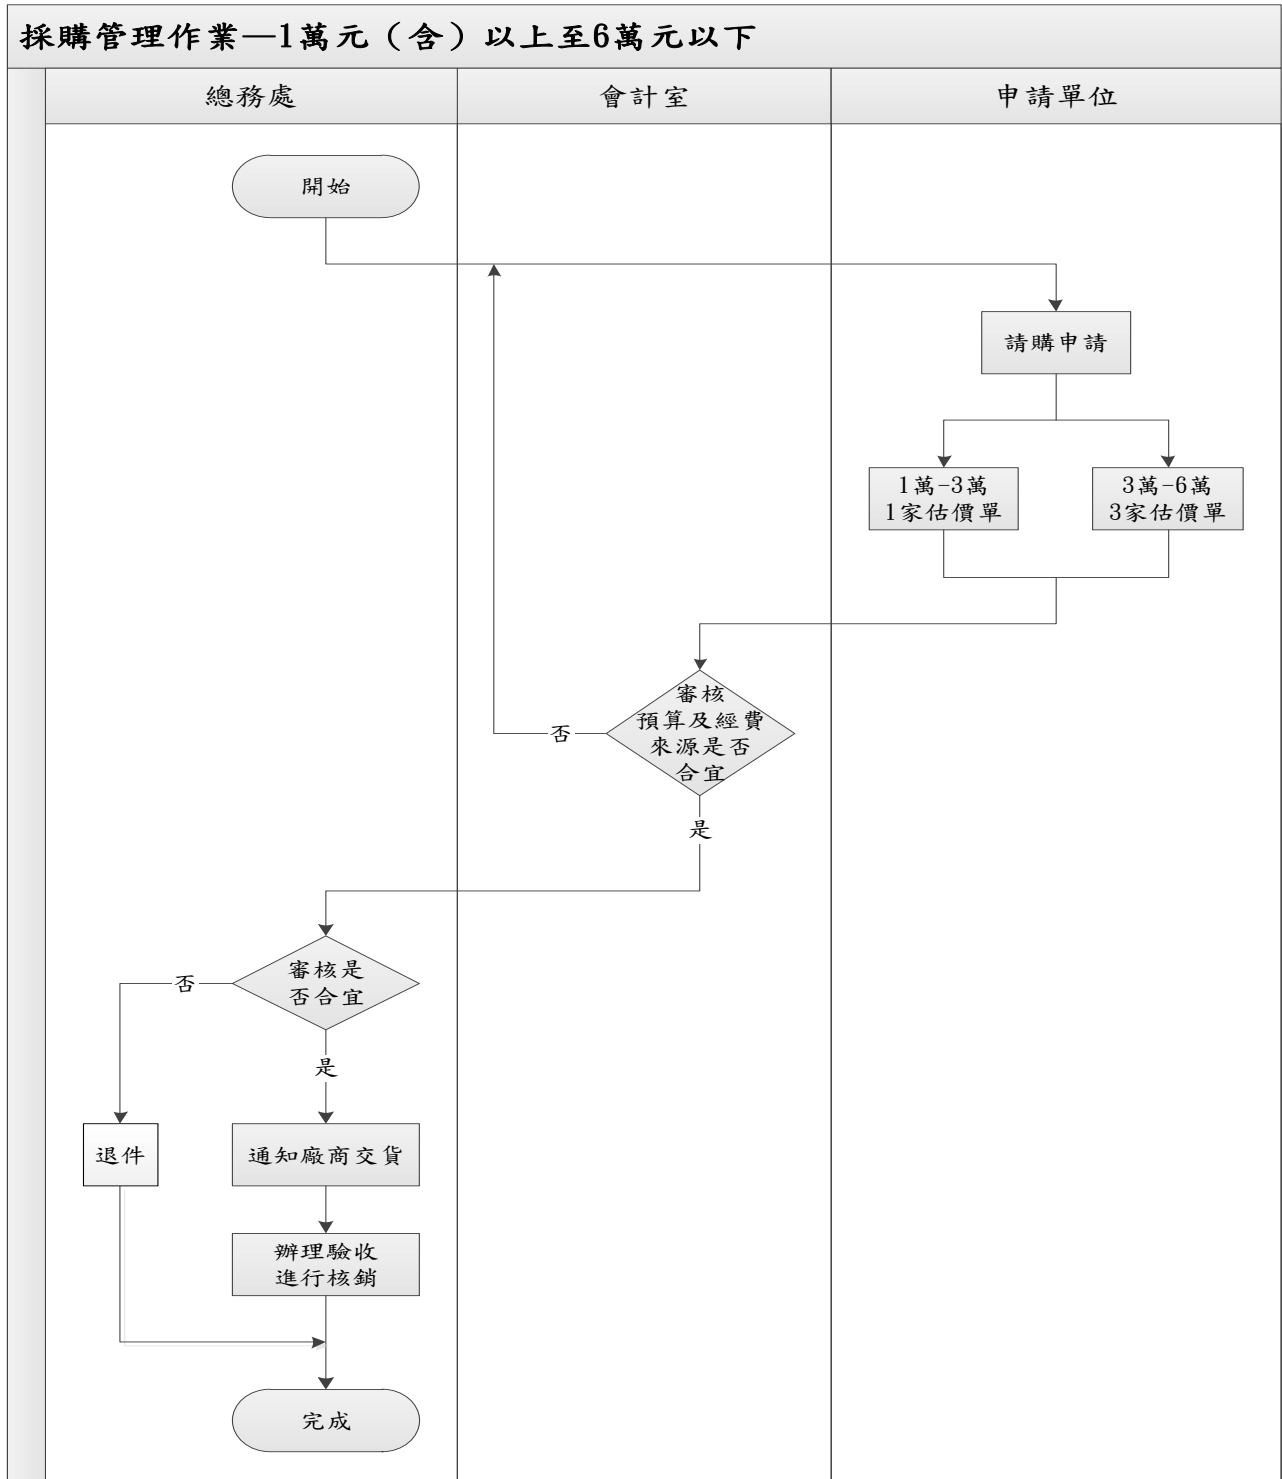 採購管理作業—1萬元（含）以上至6萬元以下
總務處
會計室
申請單位
開始
請購申請
1萬-3萬
1家估價單
3萬-6萬
3家估價單
審核
預算及經費
來源是否
合宜
否
是
審核是
否合宜
否
是
退件
通知廠商交貨
辦理驗收
進行核銷
完成